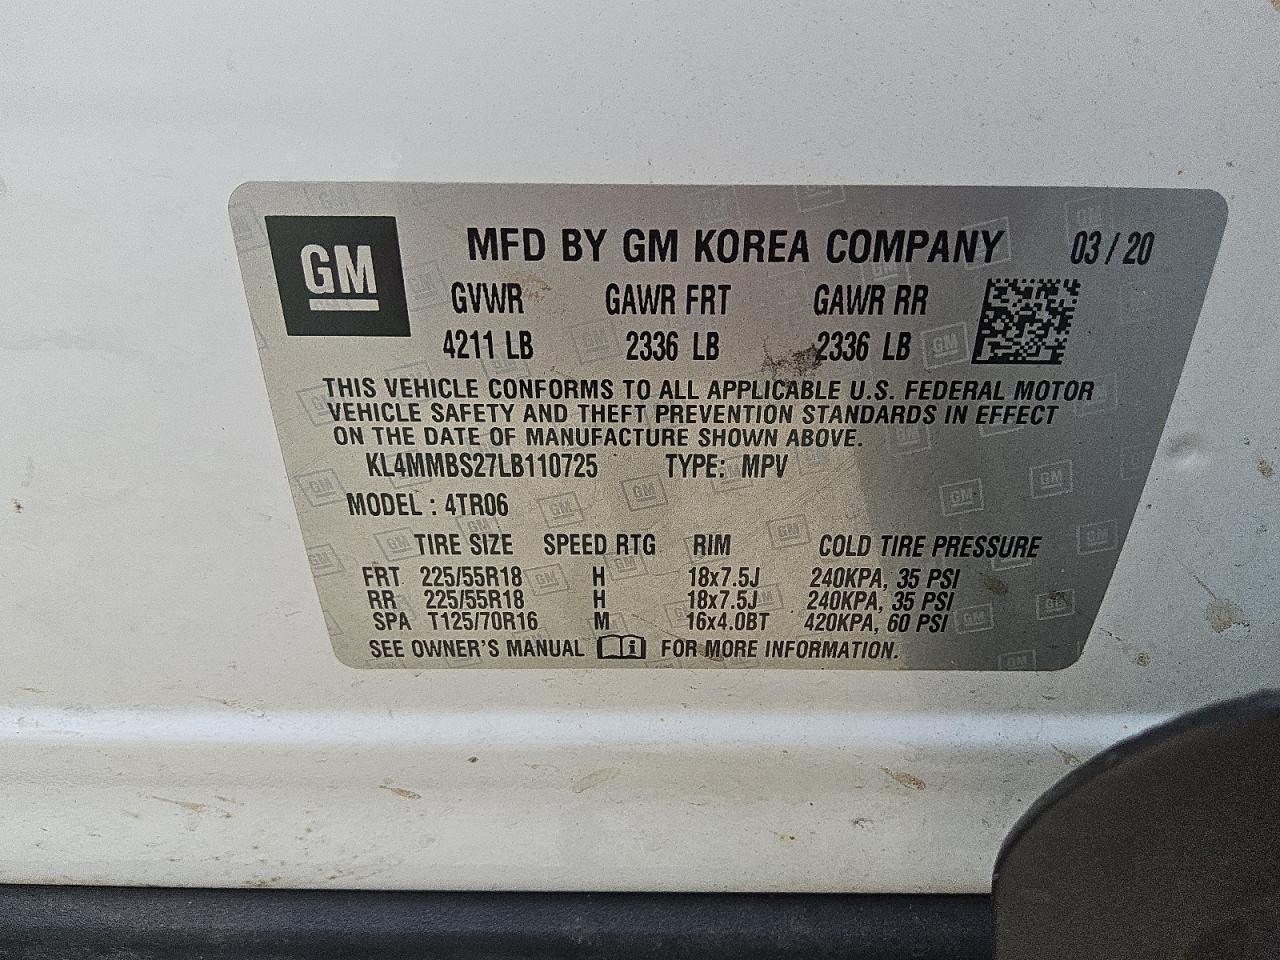 GM
MFD BY GM KOREA COMPANY 03 / 20
GVWR GAWR FRT GAWR RR
4211 LB 2336 LB 2336 LB
THIS VEHICLE CONFORMS TO ALL APPLICABLE U.S. FEDERAL MOTOR
VEHICLE SAFETY AND THEFT PREVENTION STANDARDS IN EFFECT
ON THE DATE OF MANUFACTURE SHOWN ABOVE.
KL4MMBS27LB110725 TYPE: MPV
MODEL : 4TR06
TIRE SIZE SPEED RTG RIM COLD TIRE PRESSURE
FRT 225/55R18 H 18x7.5J 240KPA, 35 PSI
RR 225/55R18 H 18x7.5J 240KPA, 35 PSI
SPA T125/70R16 M 16x4.0BT 420KPA, 60 PSI
SEE OWNER'S MANUAL FOR MORE INFORMATION.